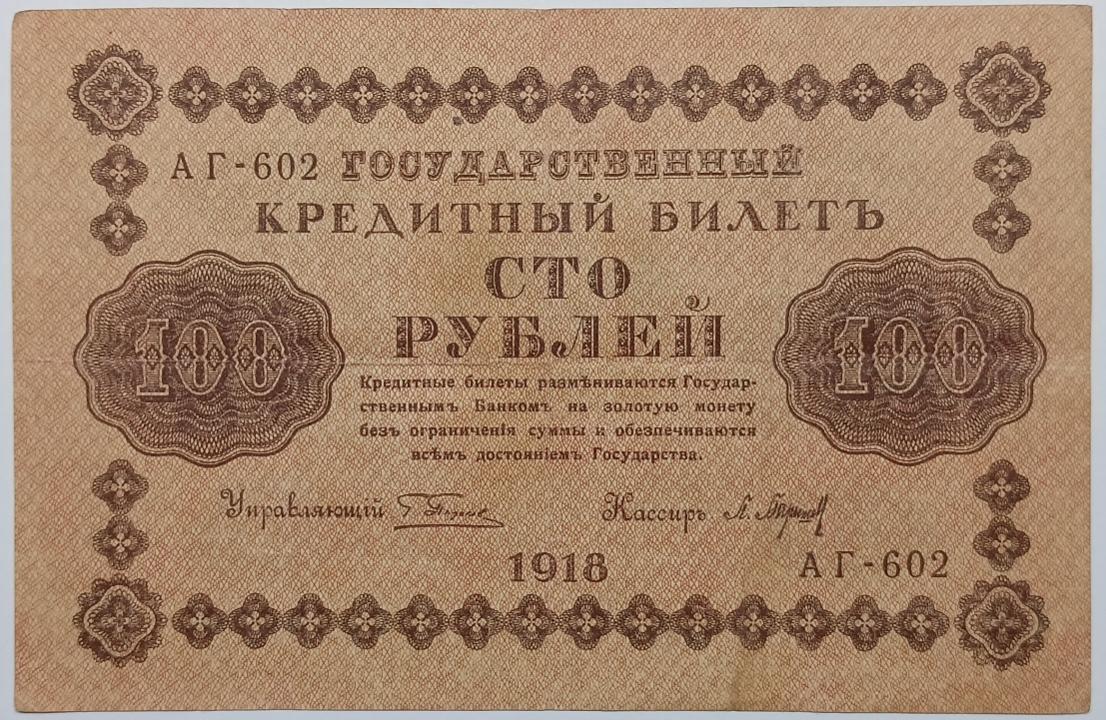 АГ-602 ГОСУДАРСТВЕННЫЙ
КРЕДИТНЫЙ БИЛЕТЪ
СТО
РУБЛЕЙ
100 100
Кредитные билеты размѣниваются Государ-
ственнымъ Банкомъ на золотую монету
безъ ограниченія суммы и обезпечиваются
всѣмъ достояніемъ Государства.
Управляющій Кассиръ
1918 АГ-602